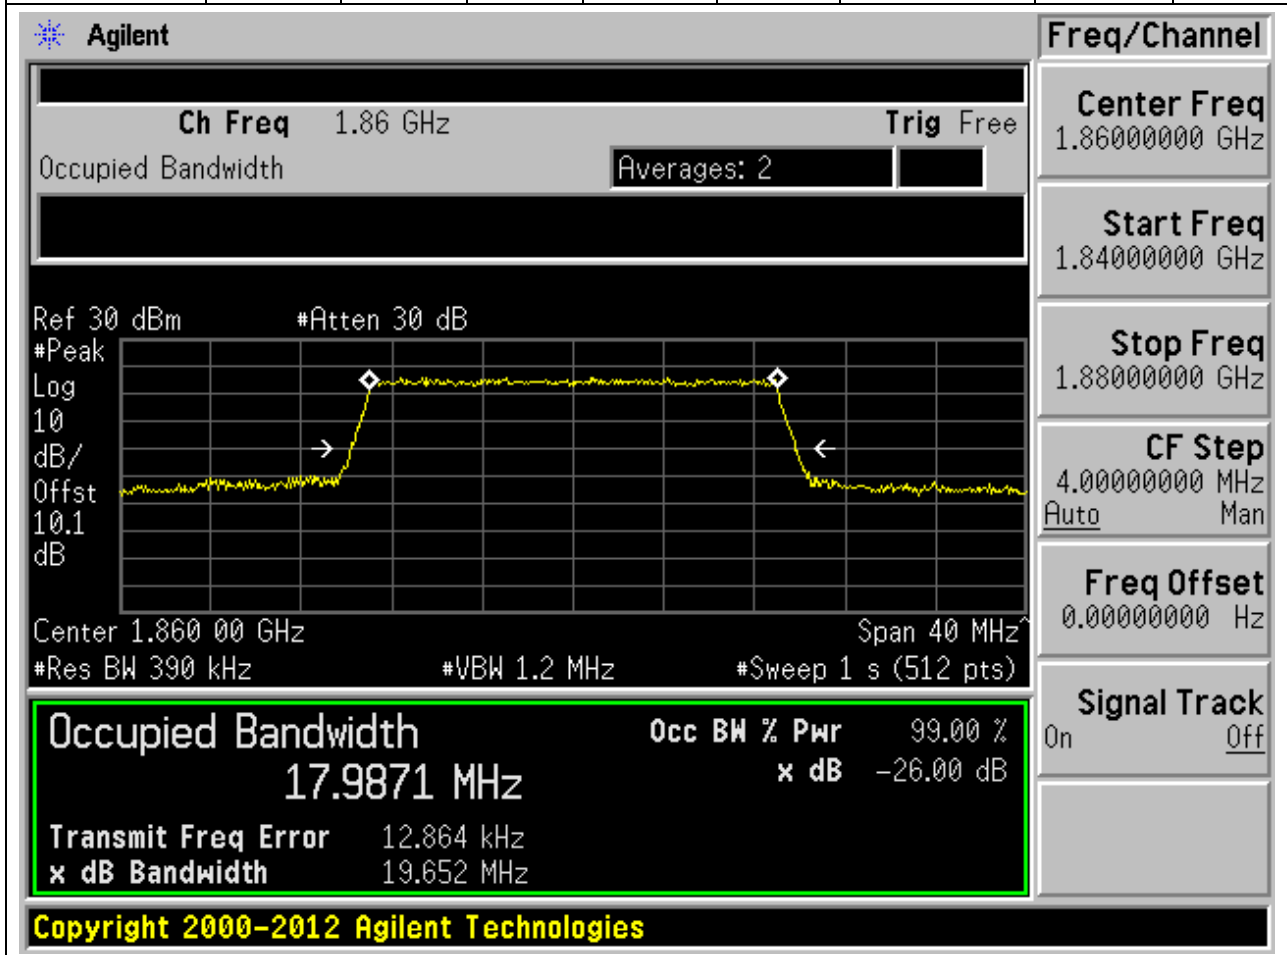 Agilent
Freq/Channel
Ch Freq 1.86 GHz Trig Free
Occupied Bandwidth Averages: 2
Center Freq
1.86000000 GHz
Start Freq
1.84000000 GHz
Stop Freq
1.88000000 GHz
CF Step
4.00000000 MHz
Auto Man
Freq Offset
0.00000000 Hz
Signal Track
On Off
Ref 30 dBm #Atten 30 dB
#Peak
Log
10
dB/
Offst
10.1
dB
Center 1.860 00 GHz Span 40 MHz^
#Res BW 390 kHz #VBW 1.2 MHz #Sweep 1 s (512 pts)
Occupied Bandwidth Occ BW % Pwr 99.00 %
17.9871 MHz x dB -26.00 dB
Transmit Freq Error 12.864 kHz
x dB Bandwidth 19.652 MHz
Copyright 2000-2012 Agilent Technologies